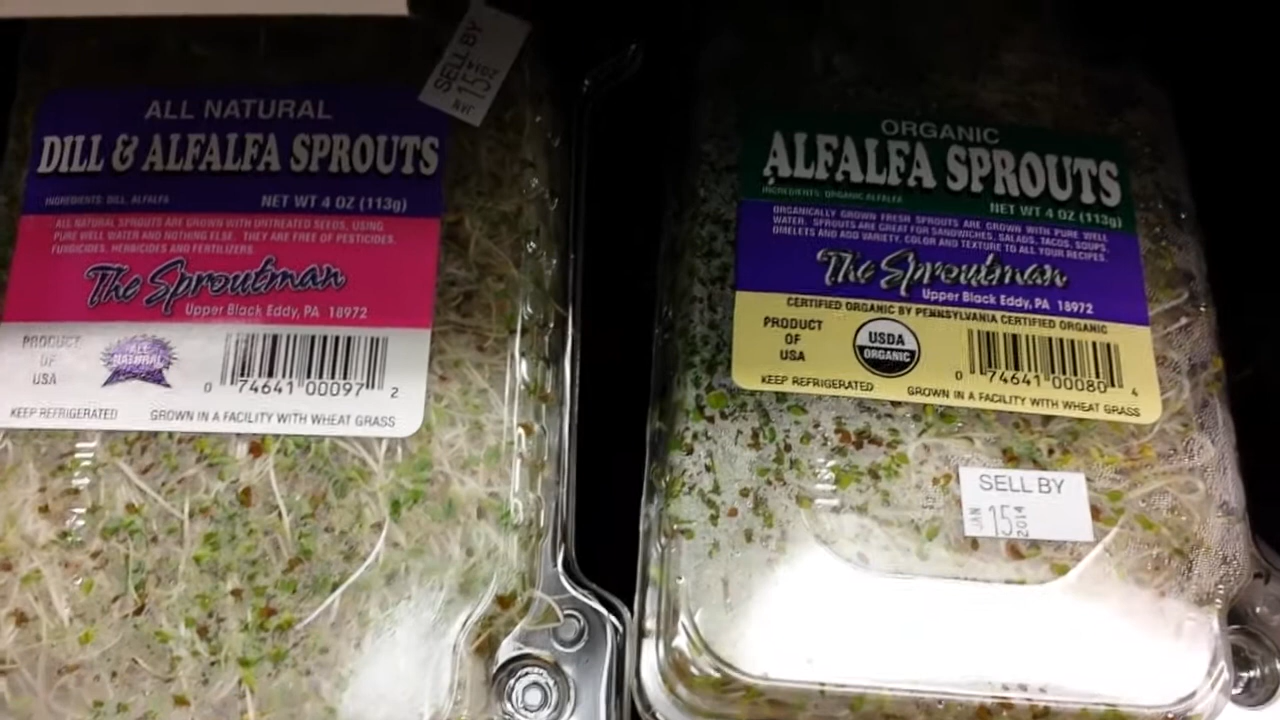 SELL BY
JAN 15 2014
ALL NATURAL
DILL & ALFALFA SPROUTS
INGREDIENTS: DILL, ALFALFA
NET WT 4 OZ (113g)
ALL NATURAL SPROUTS ARE GROWN WITH UNTREATED SEEDS, USING
PURE WELL WATER AND NOTHING ELSE. THEY ARE FREE OF PESTICIDES,
FUNGICIDES, HERBICIDES AND FERTILIZERS.
The Sproutman
Upper Black Eddy, PA 18972
PRODUCT
OF
USA
ALL
NATURAL
0 74641 00097 2
KEEP REFRIGERATED
GROWN IN A FACILITY WITH WHEAT GRASS
ORGANIC
ALFALFA SPROUTS
INGREDIENTS: ORGANIC ALFALFA
NET WT 4 OZ (113g)
ORGANICALLY GROWN FRESH SPROUTS ARE GROWN WITH PURE WELL
WATER. SPROUTS ARE GREAT FOR SANDWICHES, SALADS, TACOS, SOUPS,
OMELETS AND ADD VARIETY, COLOR AND TEXTURE TO ALL YOUR RECIPES.
The Sproutman
Upper Black Eddy, PA 18972
CERTIFIED ORGANIC BY PENNSYLVANIA CERTIFIED ORGANIC
PRODUCT
OF
USA
USDA
ORGANIC
0 74641 00080 4
KEEP REFRIGERATED
GROWN IN A FACILITY WITH WHEAT GRASS
SELL BY
JAN 15 2014